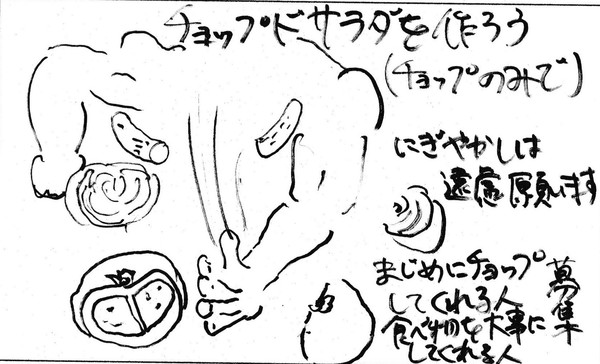 チョップドサラダを作ろう
(チョップのみで)
にぎやかしは
遠慮願います
まじめにチョップ
してくれる人
食べ物を大事に
してくれる人
募集